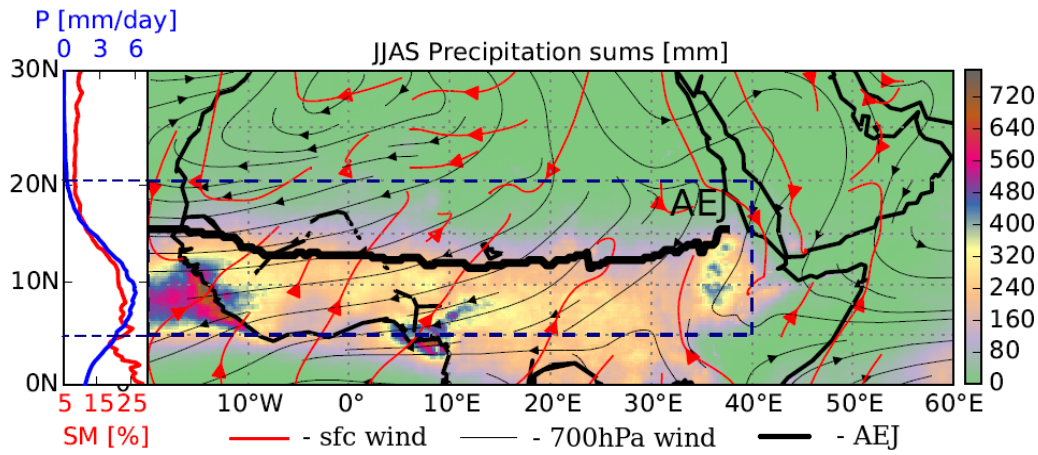 P [mm/day]
0 3 6
JJAS Precipitation sums [mm]
30N
20N
10N
0N
AEJ
720
640
560
480
400
320
240
160
80
0
5 15 25
10°W 0° 10°E 20°E 30°E 40°E 50°E 60°E
SM [%]
- sfc wind - 700hPa wind - AEJ